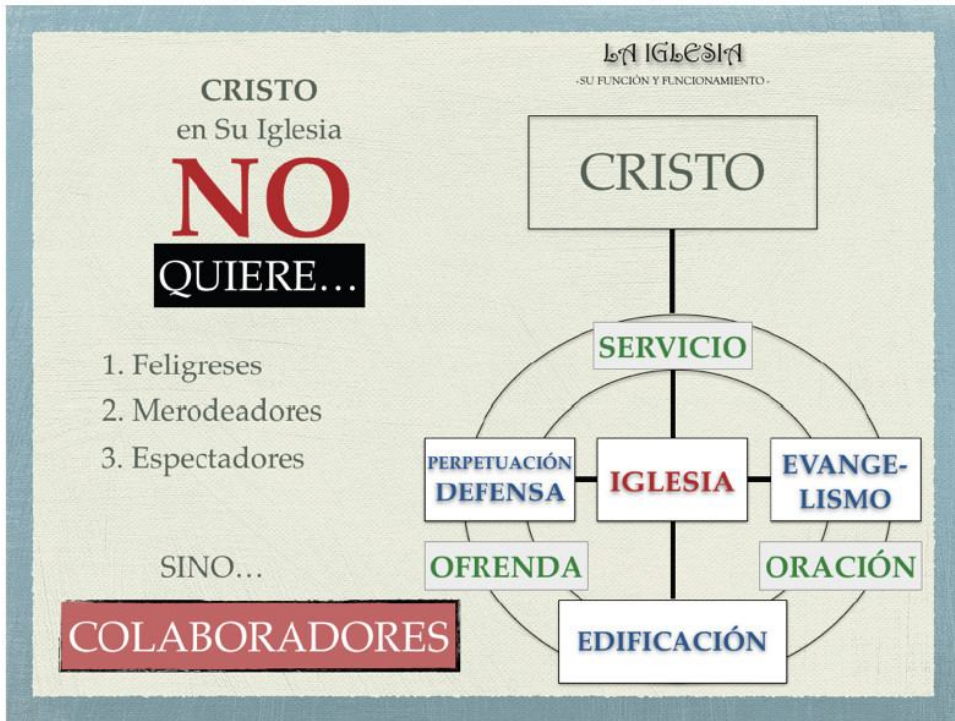 CRISTO
en Su Iglesia
NO
QUIERE...
1. Feligreses
2. Merodeadores
3. Espectadores
SINO...
COLABORADORES
LA IGLESIA
-SU FUNCIÓN Y FUNCIONAMIENTO-
CRISTO
SERVICIO
PERPETUACIÓN
DEFENSA
IGLESIA
EVANGE-
LISMO
OFRENDA
ORACIÓN
EDIFICACIÓN